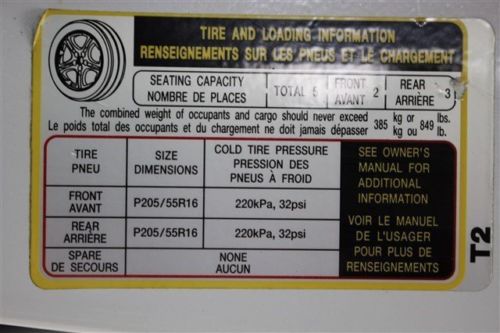 TIRE AND LOADING INFORMATION
RENSEIGNEMENTS SUR LES PNEUS ET LE CHARGEMENT
SEATING CAPACITY
NOMBRE DE PLACES
TOTAL 5
FRONT
AVANT
2
REAR
ARRIÈRE
3
The combined weight of occupants and cargo should never exceed
Le poids total des occupants et du chargement ne doit jamais dépasser
385
kg or
kg ou
849
lbs.
lb.
TIRE
PNEU
SIZE
DIMENSIONS
COLD TIRE PRESSURE
PRESSION DES
PNEUS À FROID
FRONT
AVANT
P205/55R16
220kPa, 32psi
REAR
ARRIÈRE
P205/55R16
220kPa, 32psi
SPARE
DE SECOURS
NONE
AUCUN
SEE OWNER'S
MANUAL FOR
ADDITIONAL
INFORMATION
VOIR LE MANUEL
DE L'USAGER
POUR PLUS DE
RENSEIGNEMENTS
T2